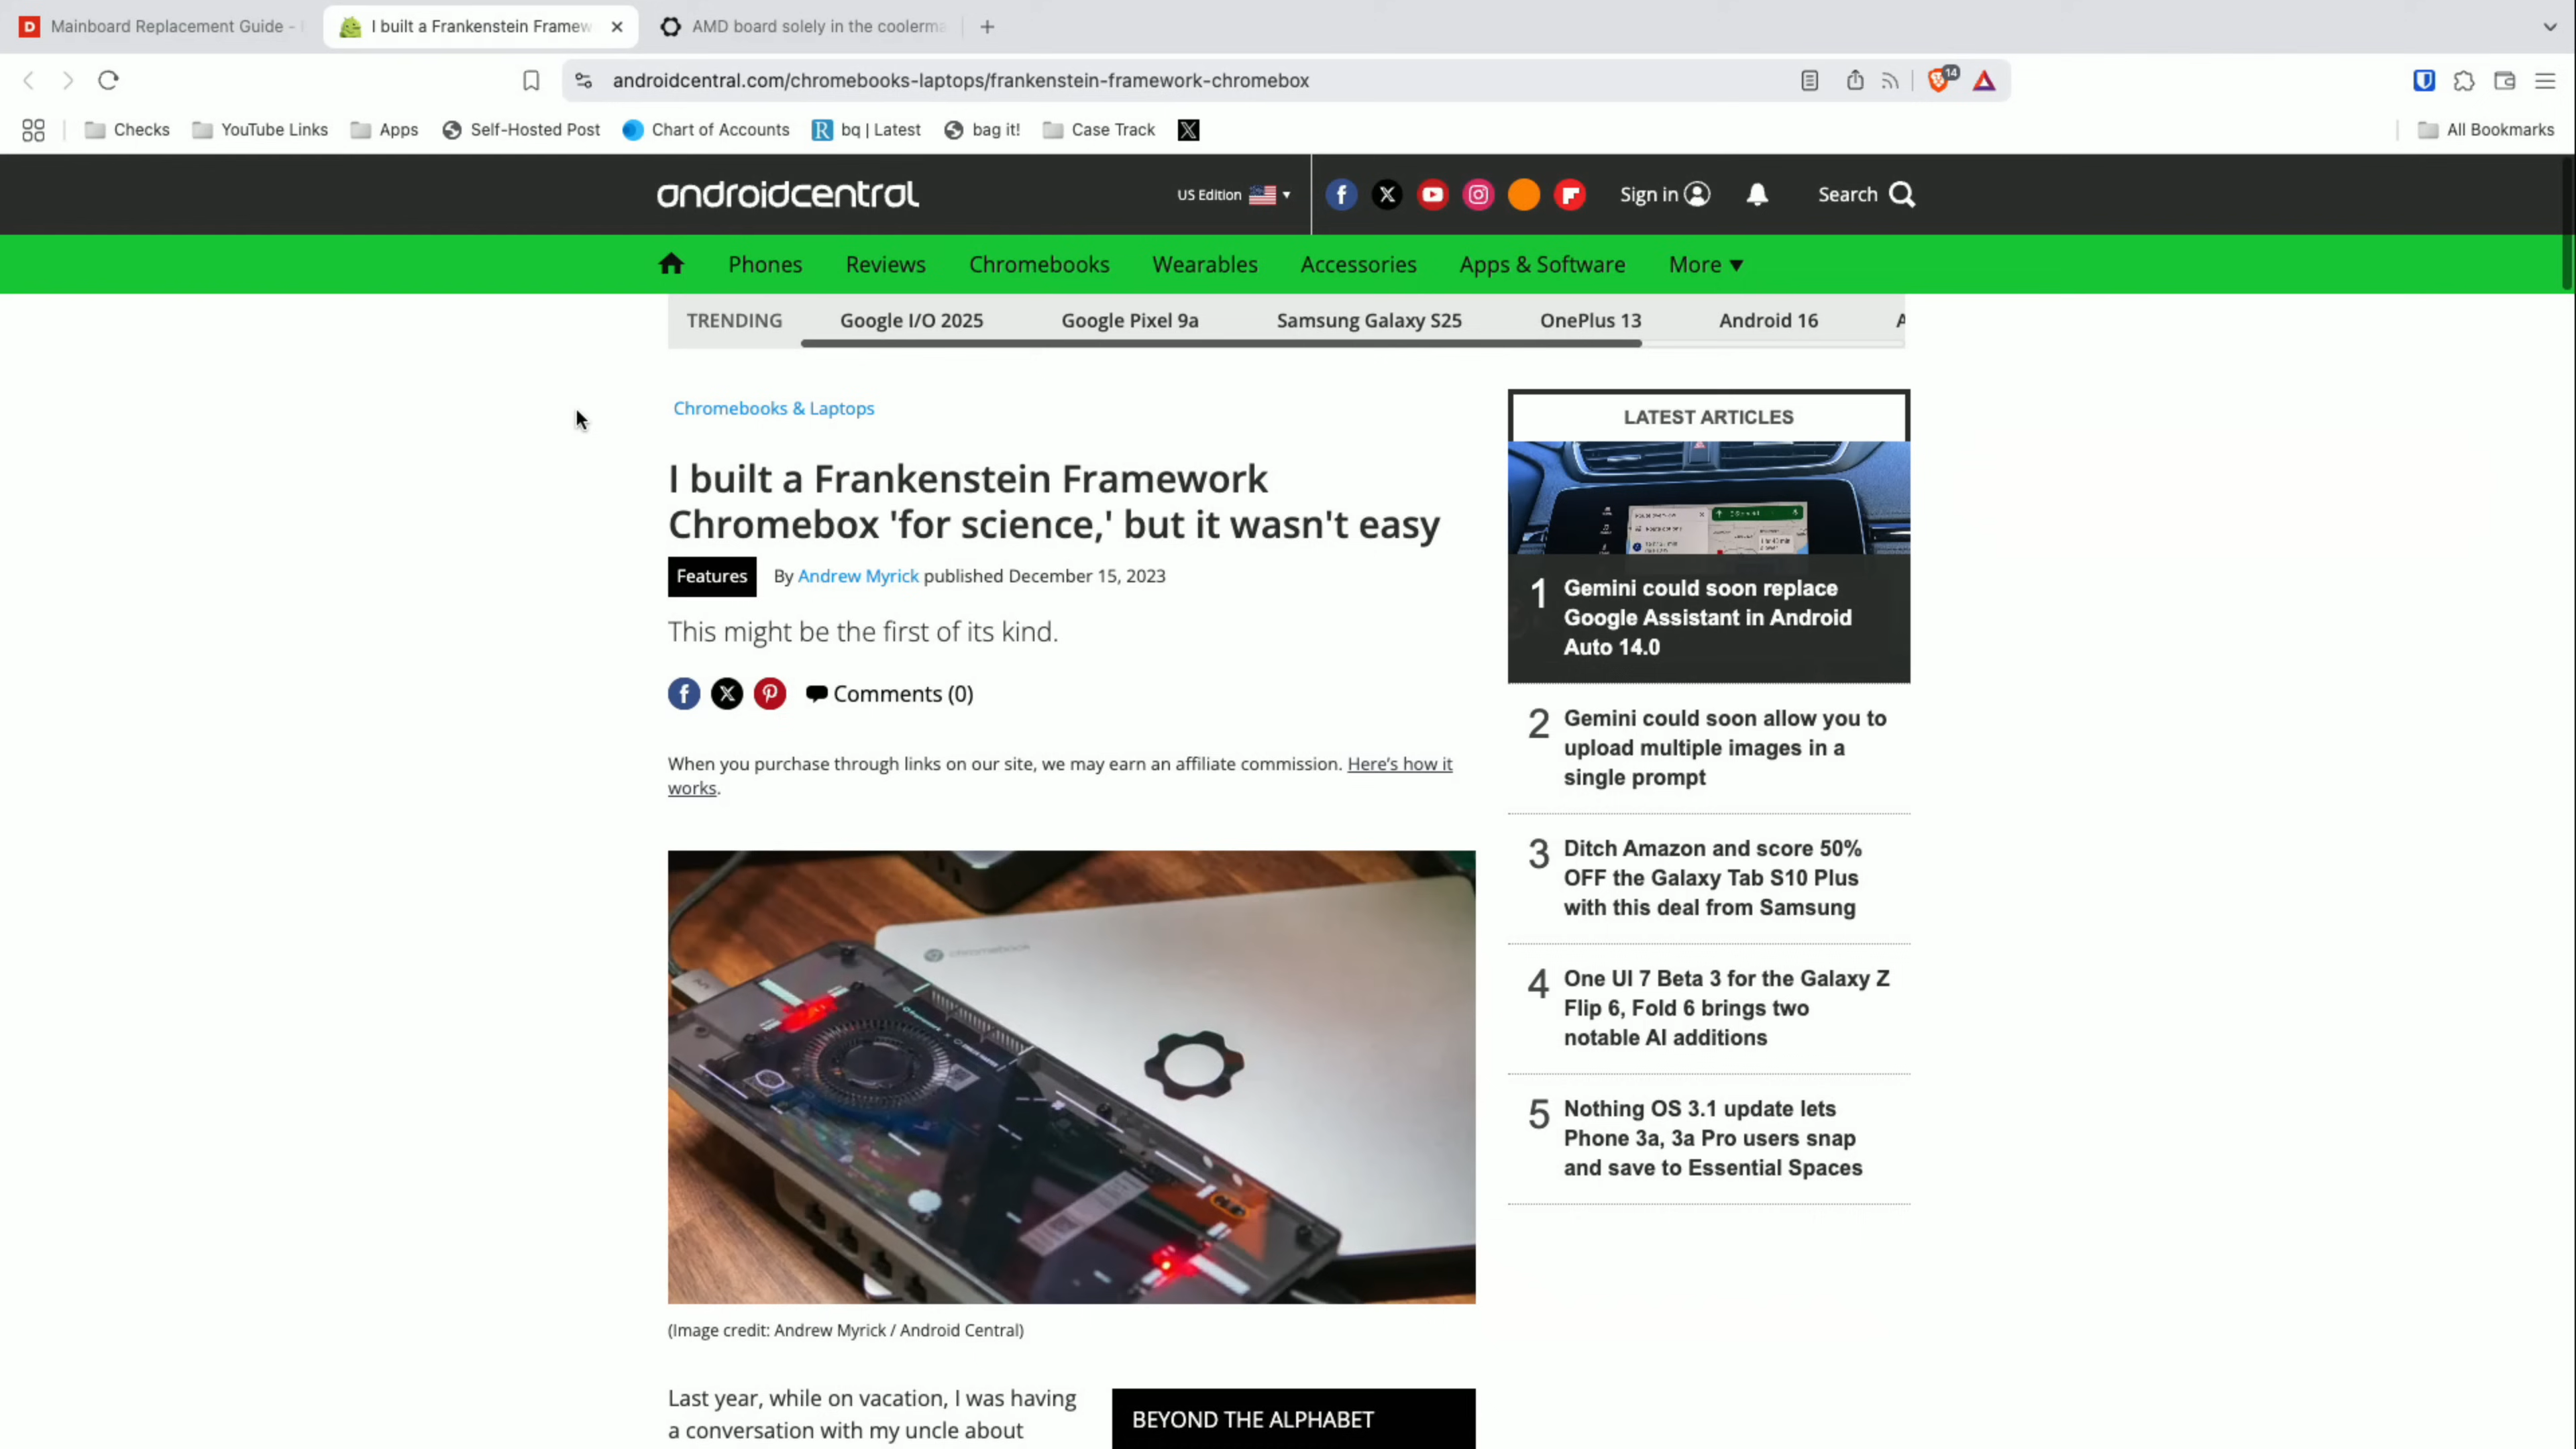 Mainboard Replacement Guide -
I built a Frankenstein Framew
AMD board solely in the coolerma
androidcentral.com/chromebooks-laptops/frankenstein-framework-chromebox
14
Checks
YouTube Links
Apps
Self-Hosted Post
Chart of Accounts
bq | Latest
bag it!
Case Track
All Bookmarks
androidcentral
US Edition
Sign in
Search
Phones
Reviews
Chromebooks
Wearables
Accessories
Apps & Software
More
TRENDING
Google I/O 2025
Google Pixel 9a
Samsung Galaxy S25
OnePlus 13
Android 16
Chromebooks & Laptops
I built a Frankenstein Framework
Chromebox 'for science,' but it wasn't easy
Features
By Andrew Myrick published December 15, 2023
This might be the first of its kind.
Comments (0)
When you purchase through links on our site, we may earn an affiliate commission. Here's how it
works.
chromebook
(Image credit: Andrew Myrick / Android Central)
Last year, while on vacation, I was having
a conversation with my uncle about
BEYOND THE ALPHABET
LATEST ARTICLES
1
Gemini could soon replace
Google Assistant in Android
Auto 14.0
2
Gemini could soon allow you to
upload multiple images in a
single prompt
3
Ditch Amazon and score 50%
OFF the Galaxy Tab S10 Plus
with this deal from Samsung
4
One UI 7 Beta 3 for the Galaxy Z
Flip 6, Fold 6 brings two
notable AI additions
5
Nothing OS 3.1 update lets
Phone 3a, 3a Pro users snap
and save to Essential Spaces